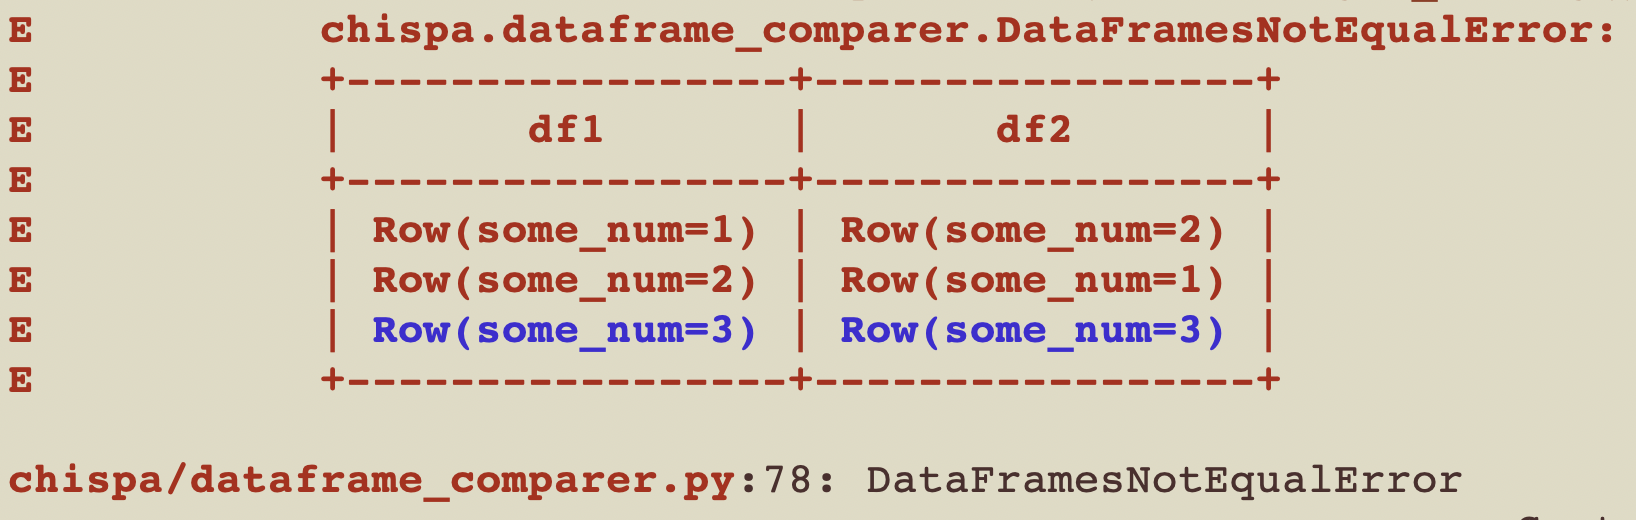 E chispa.dataframe_comparer.DataFramesNotEqualError:
E +-----------------+-----------------+
E |       df1       |       df2       |
E +-----------------+-----------------+
E | Row(some_num=1) | Row(some_num=2) |
E | Row(some_num=2) | Row(some_num=1) |
E | Row(some_num=3) | Row(some_num=3) |
E +-----------------+-----------------+
chispa/dataframe_comparer.py:78: DataFramesNotEqualError